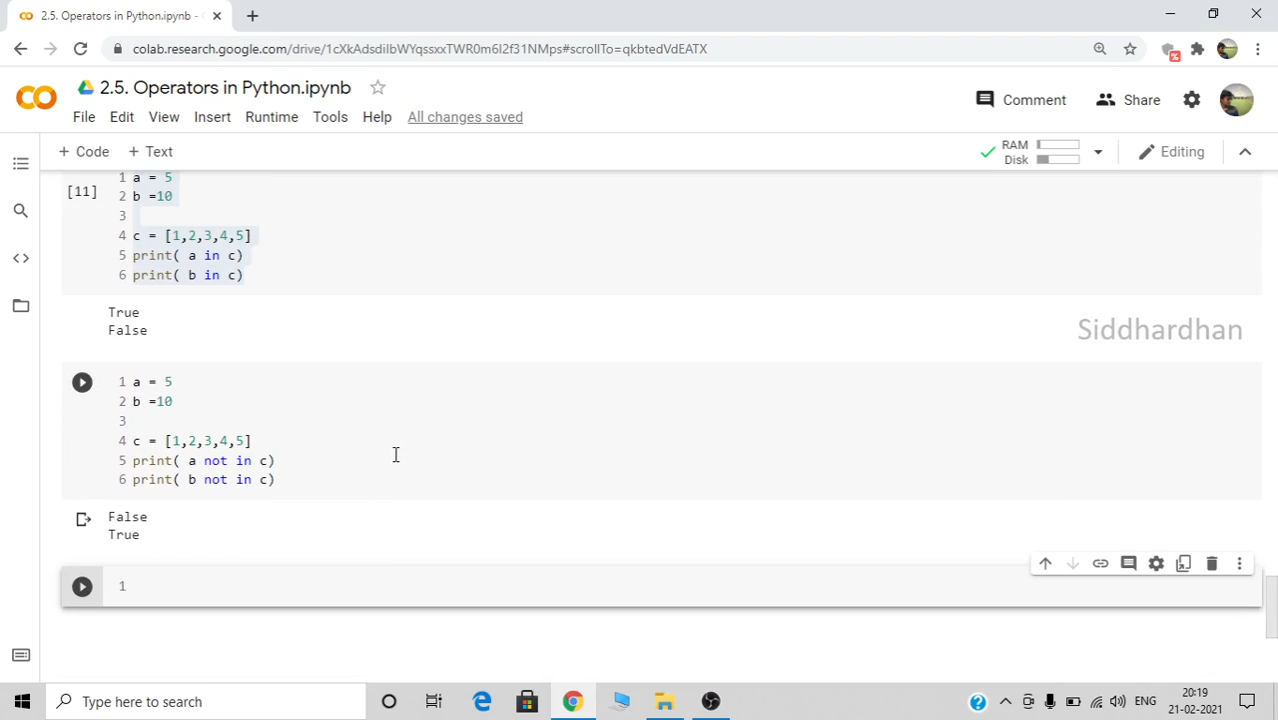 2.5. Operators in Python.ipynb -
colab.research.google.com/drive/1cXkAdsdiIbWYqssxxTWR0m6I2f31NMps#scrollTo=qkbtedVdEATX
2.5. Operators in Python.ipynb
File Edit View Insert Runtime Tools Help All changes saved
Comment Share
+ Code + Text
RAM
Disk
Editing
[11]
1 a = 5
2 b =10
3
4 c = [1,2,3,4,5]
5 print( a in c)
6 print( b in c)
True
False
Siddhardhan
1 a = 5
2 b =10
3
4 c = [1,2,3,4,5]
5 print( a not in c)
6 print( b not in c)
False
True
1
Type here to search
ENG
20:19
21-02-2021